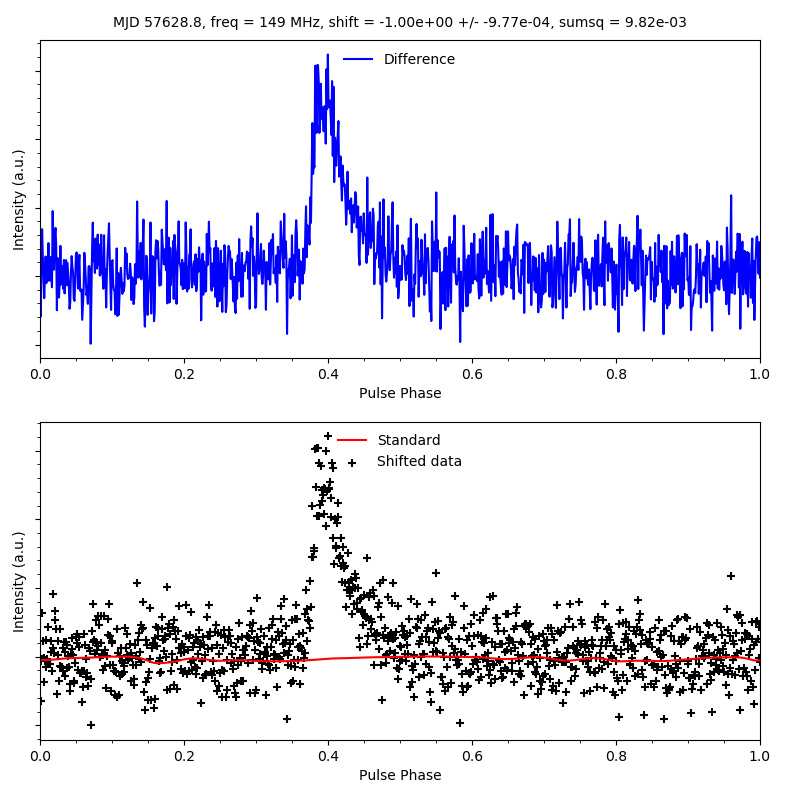 MJD 57628.8, freq = 149 MHz, shift = -1.00e+00 +/- -9.77e-04, sumsq = 9.82e-03
Difference
Intensity (a.u.)
0.0 0.2 0.4 0.6 0.8 1.0
Pulse Phase
Standard
Shifted data
Intensity (a.u.)
0.0 0.2 0.4 0.6 0.8 1.0
Pulse Phase